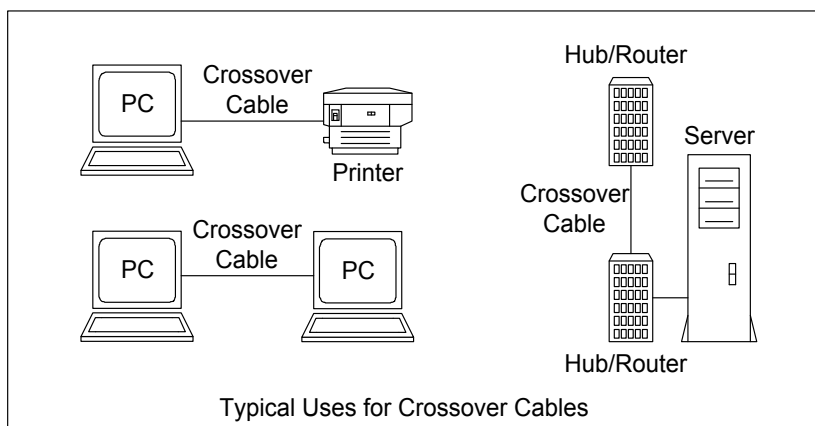 PC
Crossover
Cable
Printer
PC
Crossover
Cable
PC
Hub/Router
Server
Crossover
Cable
Hub/Router
Typical Uses for Crossover Cables